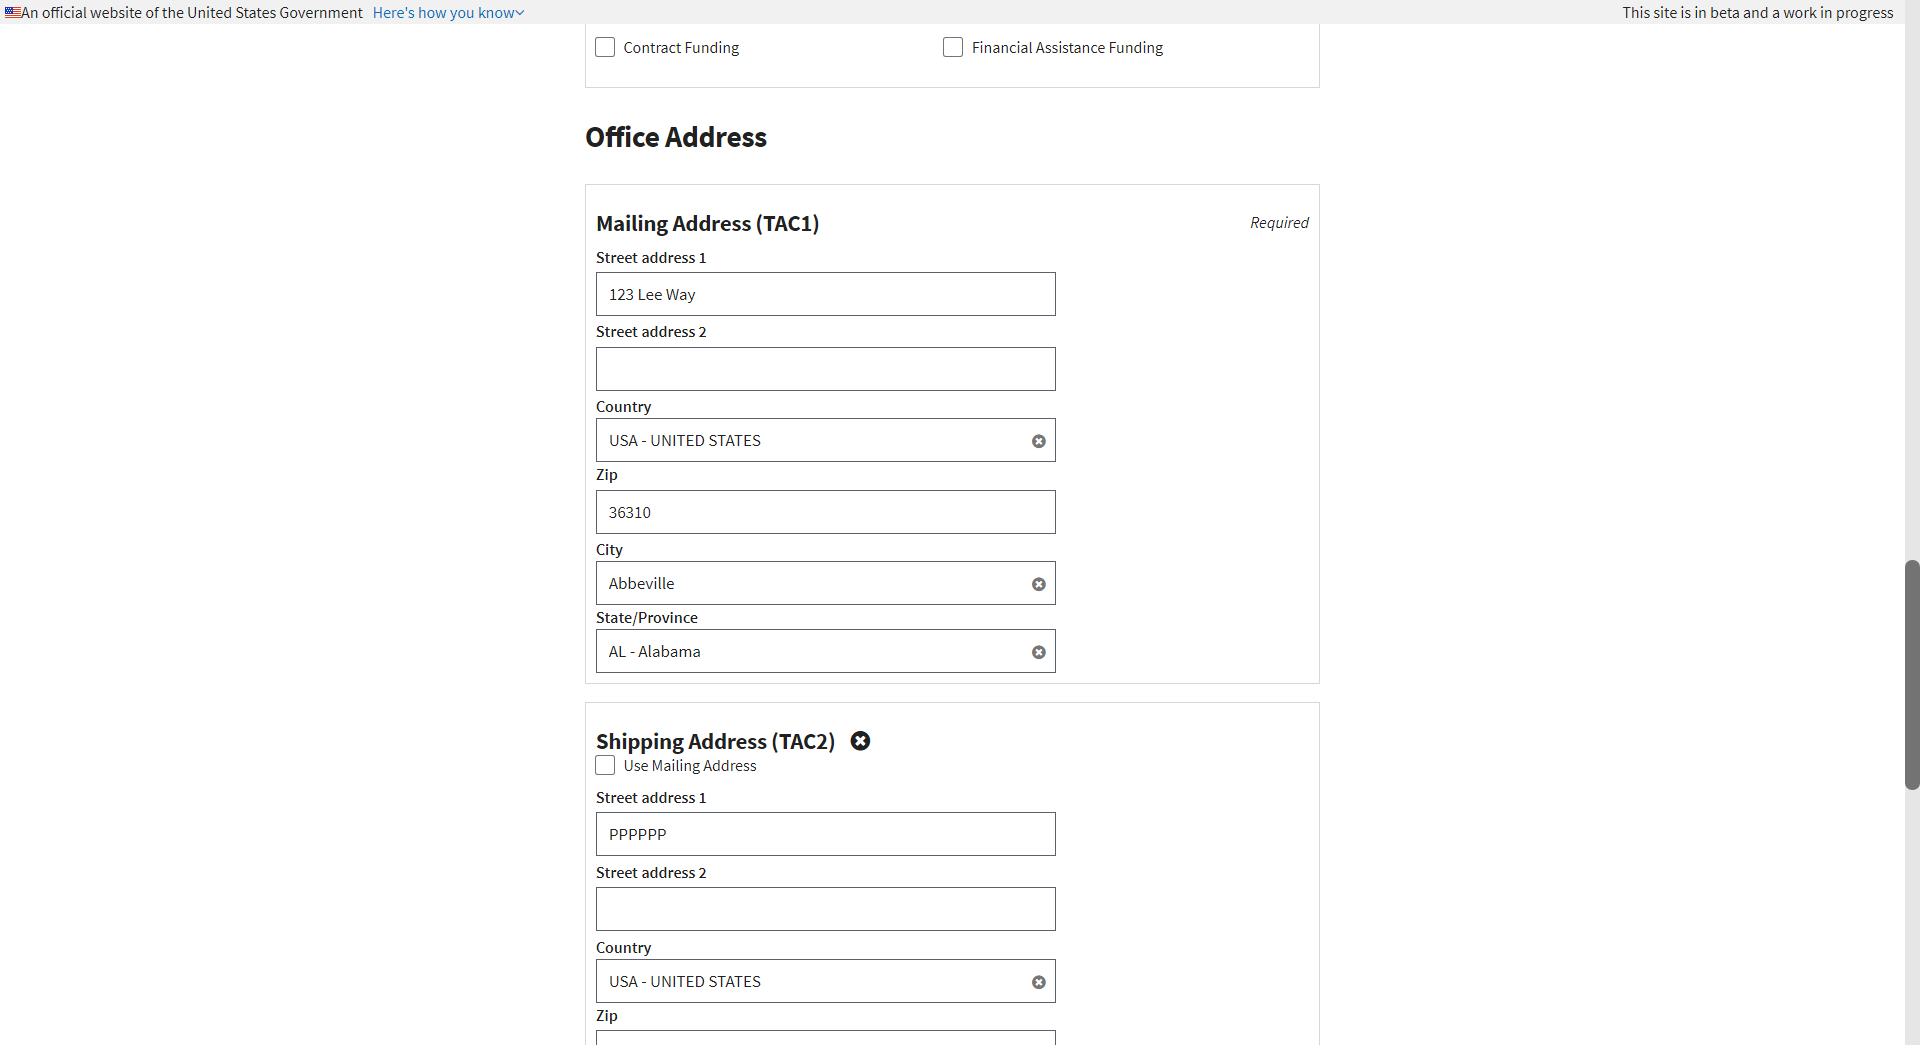 An official website of the United States Government Here's how you know
This site is in beta and a work in progress
Contract Funding
Financial Assistance Funding
Office Address
Mailing Address (TAC1)
Required
Street address 1
123 Lee Way
Street address 2
Country
USA - UNITED STATES
Zip
36310
City
Abbeville
State/Province
AL - Alabama
Shipping Address (TAC2)
Use Mailing Address
Street address 1
PPPPPP
Street address 2
Country
USA - UNITED STATES
Zip